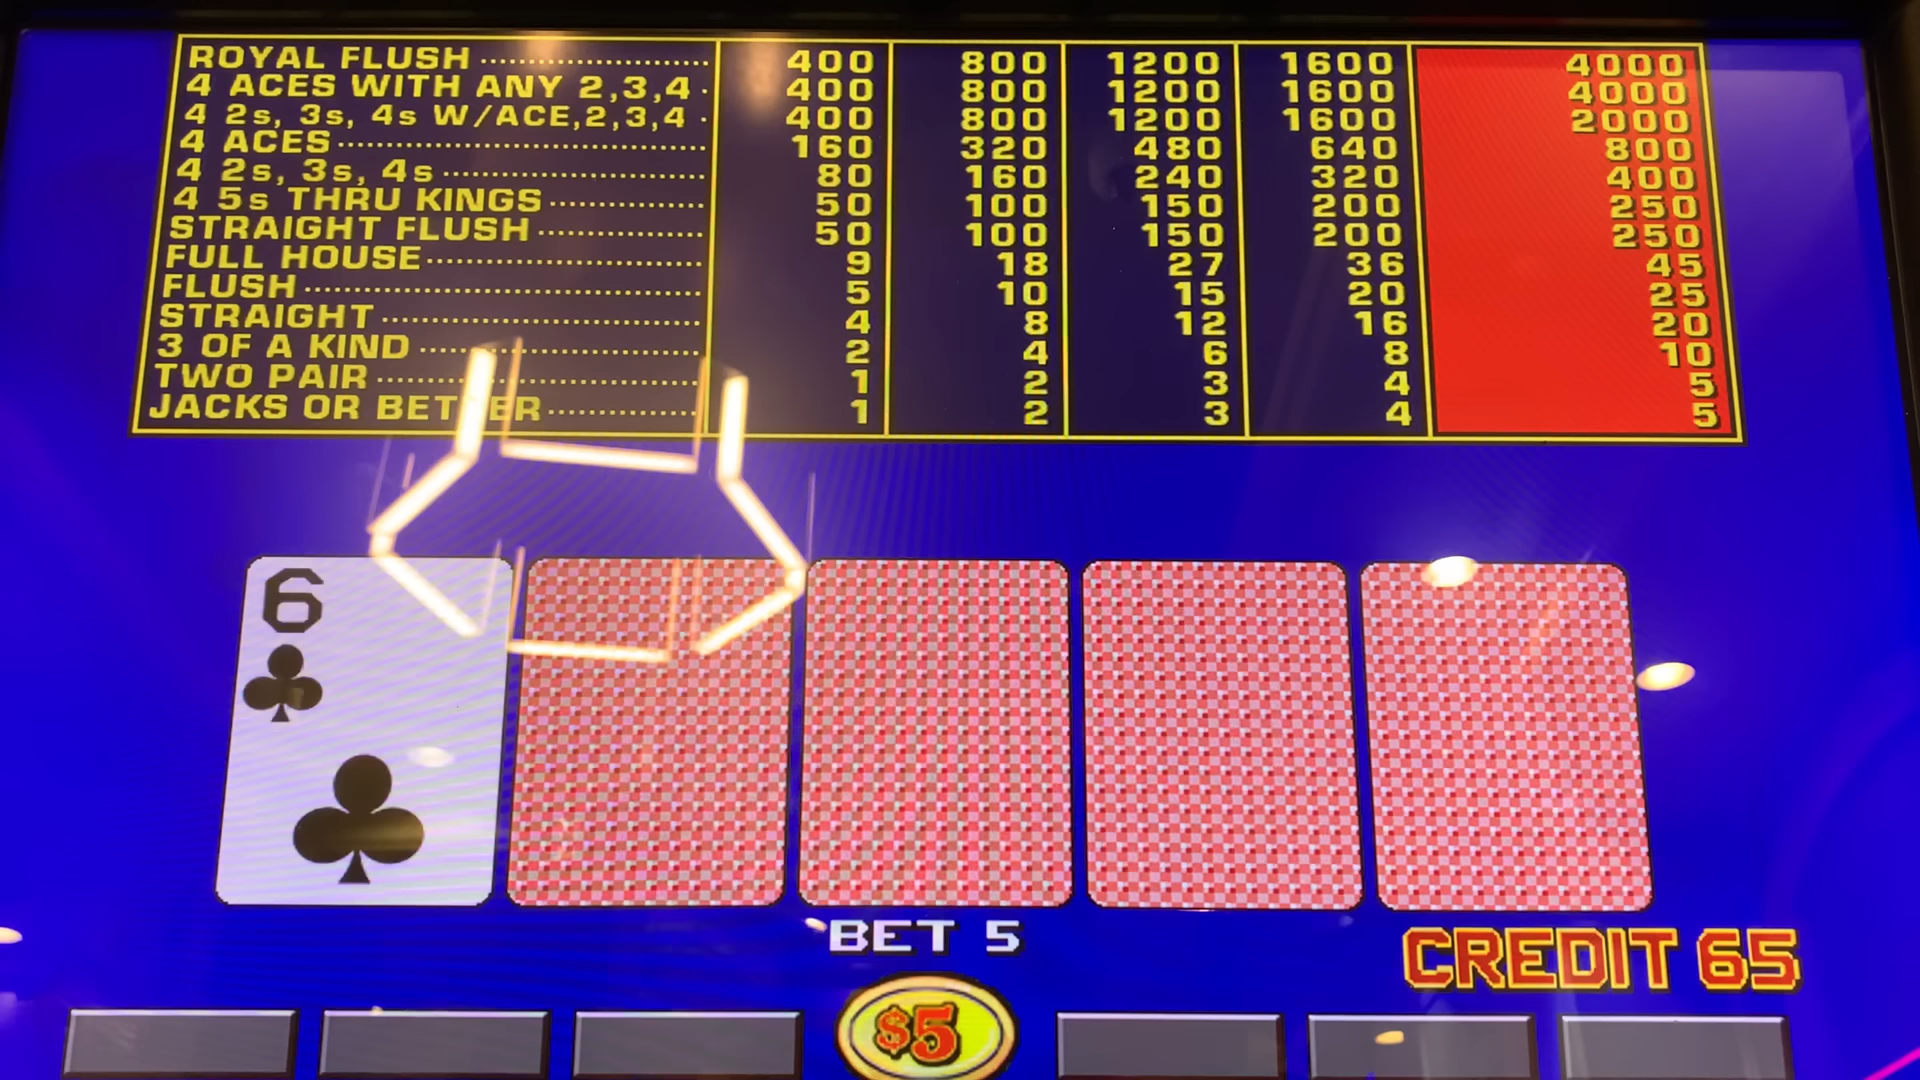 ROYAL FLUSH 400 800 1200 1600 4000
4 ACES WITH ANY 2,3,4 400 800 1200 1600 4000
4 2s, 3s, 4s W/ACE,2,3,4 400 800 1200 1600 2000
4 ACES 160 320 480 640 800
4 2s, 3s, 4s 80 160 240 320 400
4 5s THRU KINGS 50 100 150 200 250
STRAIGHT FLUSH 50 100 150 200 250
FULL HOUSE 9 18 27 36 45
FLUSH 5 10 15 20 25
STRAIGHT 4 8 12 16 20
3 OF A KIND 2 4 6 8 10
TWO PAIR 1 2 3 4 5
JACKS OR BETTER 1 2 3 4 5
6
BET 5
CREDIT 65
$5